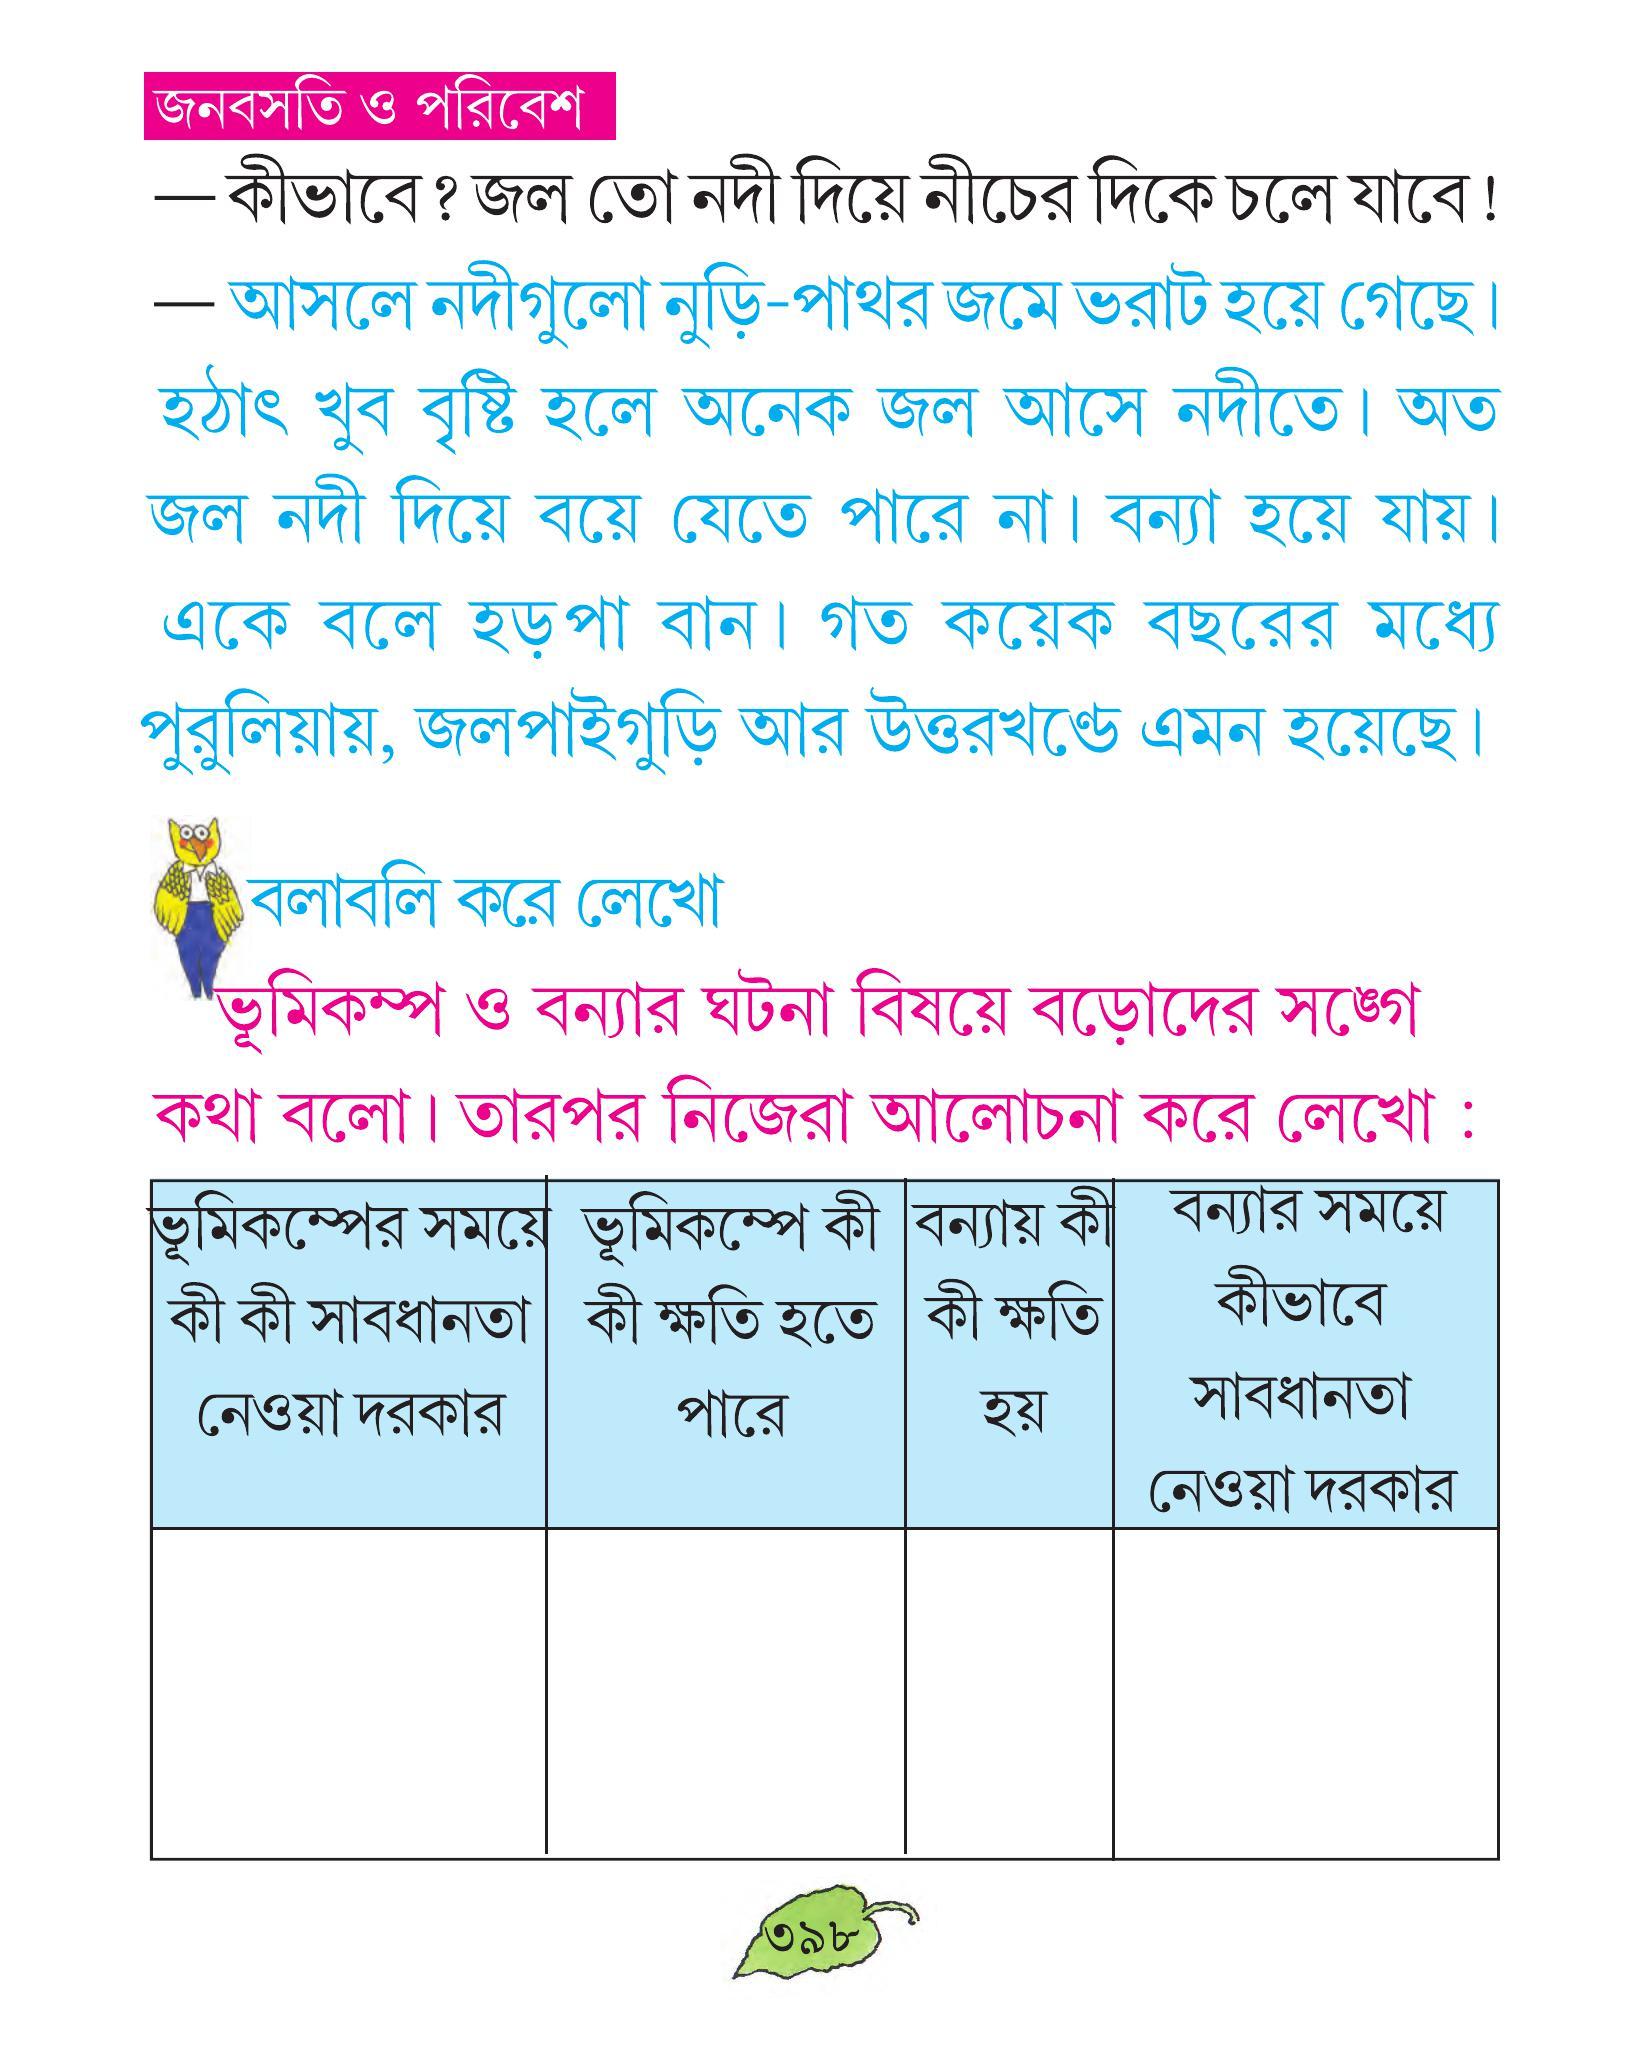 জনবসতি ও পরিবেশ
— কীভাবে ? জল তো নদী দিয়ে নীচের দিকে চলে যাবে !
— আসলে নদীগুলো নুড়ি-পাথর জমে ভরাট হয়ে গেছে।
হঠাৎ খুব বৃষ্টি হলে অনেক জল আসে নদীতে। অত
জল নদী দিয়ে বয়ে যেতে পারে না। বন্যা হয়ে যায়।
একে বলে হড়পা বান। গত কয়েক বছরের মধ্যে
পুরুলিয়ায়, জলপাইগুড়ি আর উত্তরখণ্ডে এমন হয়েছে।
বলাবলি করে লেখো
ভূমিকম্প ও বন্যার ঘটনা বিষয়ে বড়োদের সঙ্গে
কথা বলো। তারপর নিজেরা আলোচনা করে লেখো :
ভূমিকম্পের সময়ে
কী কী সাবধানতা
নেওয়া দরকার
ভূমিকম্পে কী
কী ক্ষতি হতে
পারে
বন্যায় কী
কী ক্ষতি
হয়
বন্যার সময়ে
কীভাবে
সাবধানতা
নেওয়া দরকার
৩৯৮